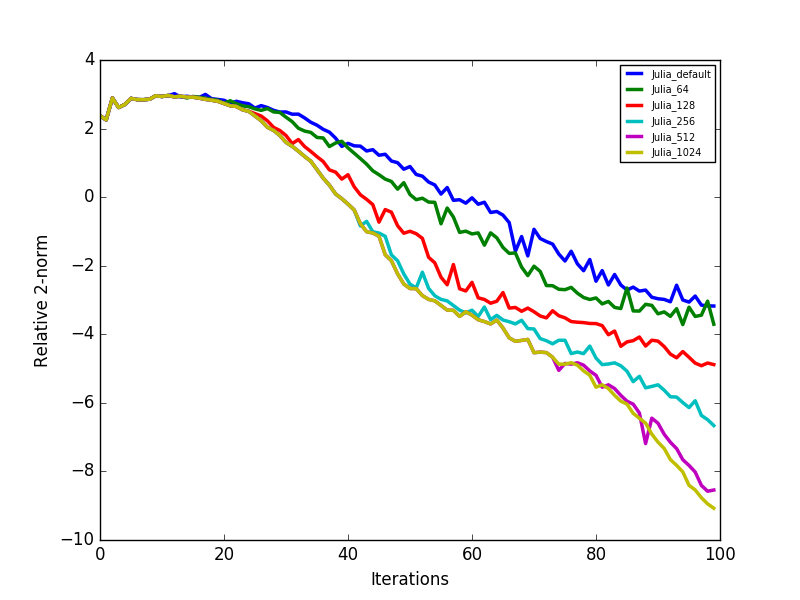 4
2
0
−2
−4
−6
−8
−10
0 20 40 60 80 100
Relative 2-norm
Iterations
Julia_default
Julia_64
Julia_128
Julia_256
Julia_512
Julia_1024